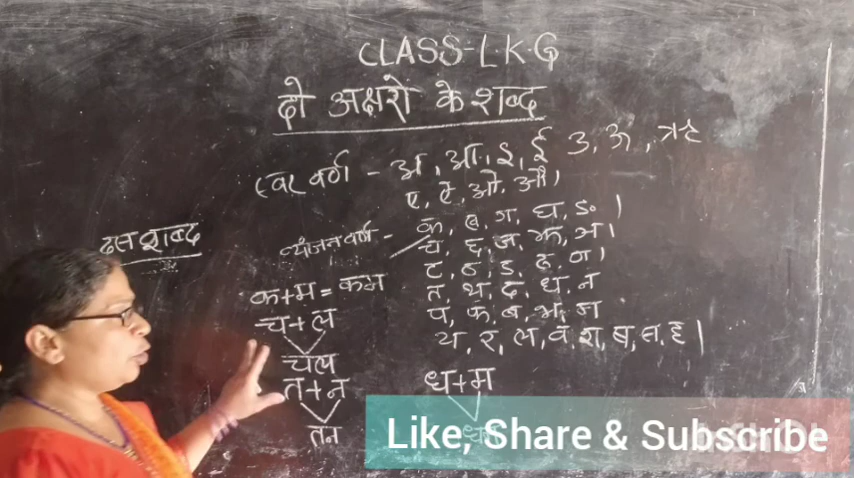 CLASS-L.K.G
दो अक्षरों के शब्द
स्वर वर्ण - अ, आ, इ, ई उ, ऊ, ऋ
ए, ऐ, ओ, औ।
दस शब्द
व्यंजन वर्ण - क, ख, ग, घ, ङ।
च, छ, ज, झ, ञ।
ट, ठ, ड, ढ, ण।
त, थ, द, ध, न
प, फ, ब, भ, म
य, र, ल, व, श, ष, स, ह।
क+म = कम
च+ल
चल
त+न
तन
ध+म
Like, Share & Subscribe